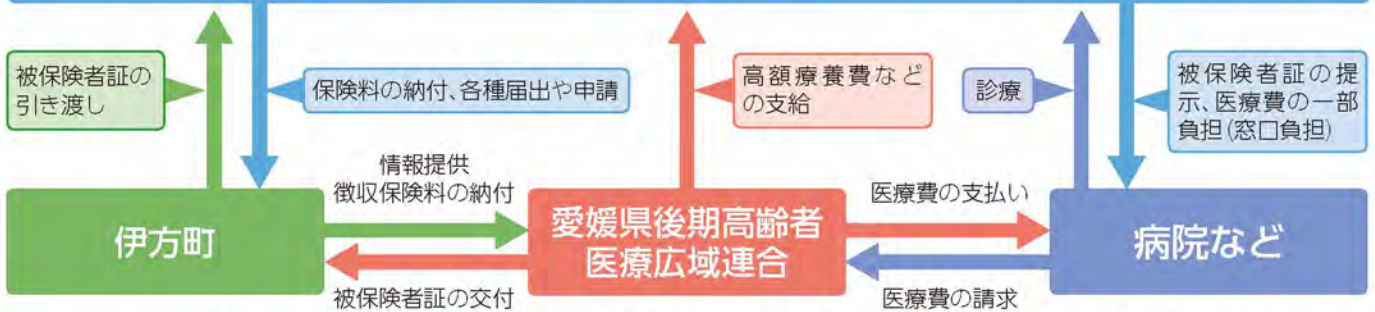 被保険者証の
引き渡し
保険料の納付、各種届出や申請
高額療養費など
の支給
診療
被保険者証の提
示、医療費の一部
負担(窓口負担)
情報提供
徴収保険料の納付
医療費の支払い
伊方町
愛媛県後期高齢者
医療広域連合
病院など
被保険者証の交付
医療費の請求